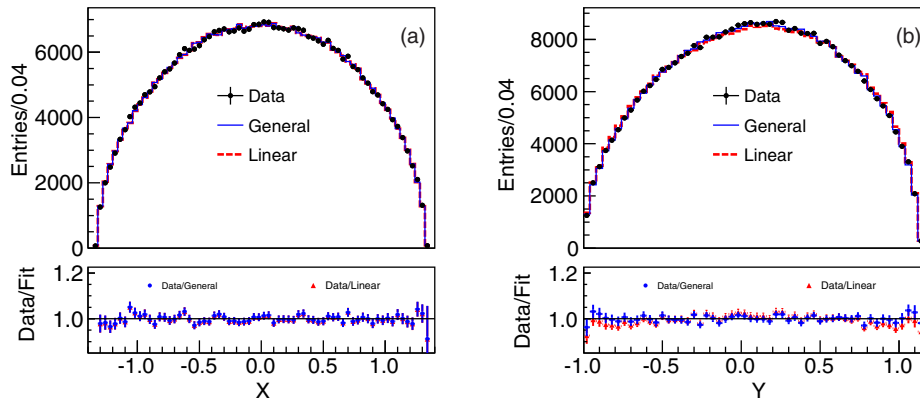 (a)
Entries/0.04
6000
4000
2000
0
Data
General
Linear
Data/Fit
1.2
1.0
Data/General
Data/Linear
-1.0
-0.5
0.0
0.5
1.0
X
(b)
Entries/0.04
8000
6000
4000
2000
0
Data
General
Linear
Data/Fit
1.2
1.0
Data/General
Data/Linear
-1.0
-0.5
0.0
0.5
1.0
Y